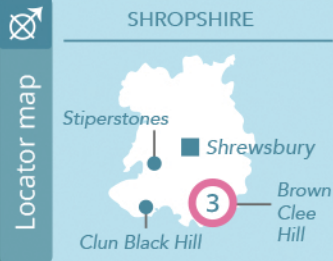 SHROPSHIRE
Locator map
Stiperstones
Shrewsbury
3
Brown
Clee
Hill
Clun Black Hill